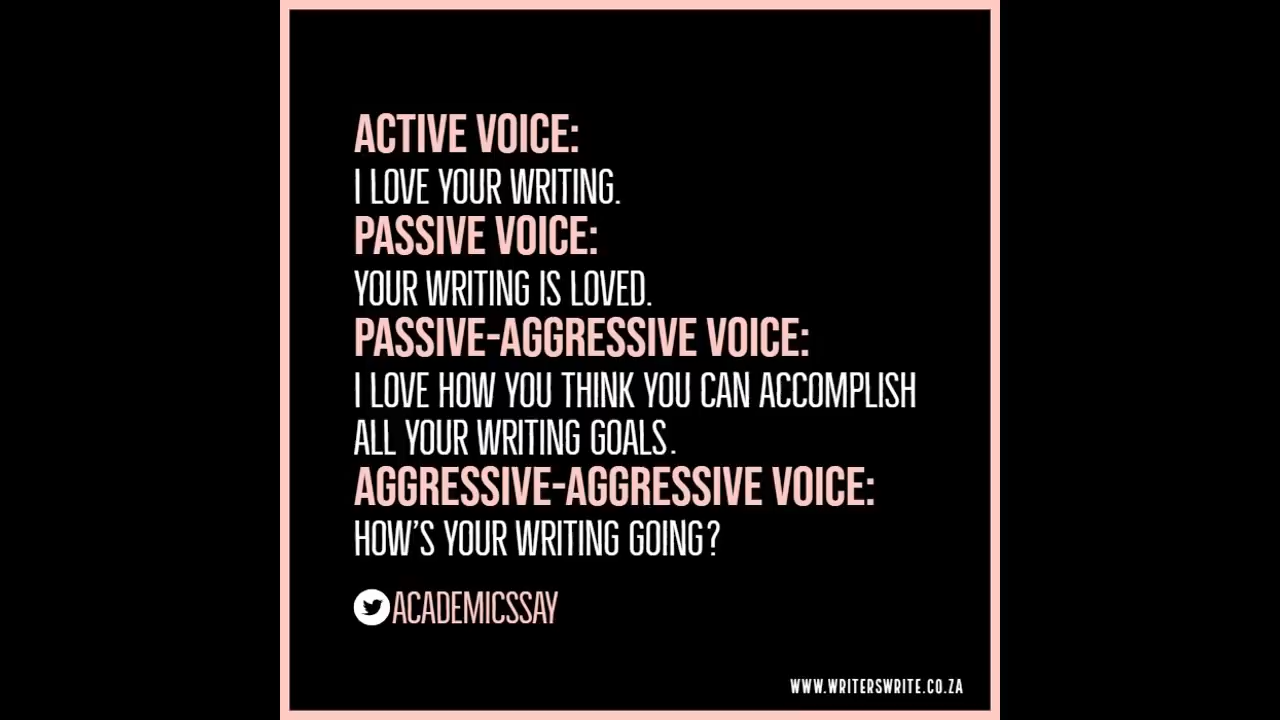 ACTIVE VOICE:
I LOVE YOUR WRITING.
PASSIVE VOICE:
YOUR WRITING IS LOVED.
PASSIVE-AGGRESSIVE VOICE:
I LOVE HOW YOU THINK YOU CAN ACCOMPLISH
ALL YOUR WRITING GOALS.
AGGRESSIVE-AGGRESSIVE VOICE:
HOW'S YOUR WRITING GOING?
ACADEMICSSAY
WWW.WRITERSWRITE.CO.ZA